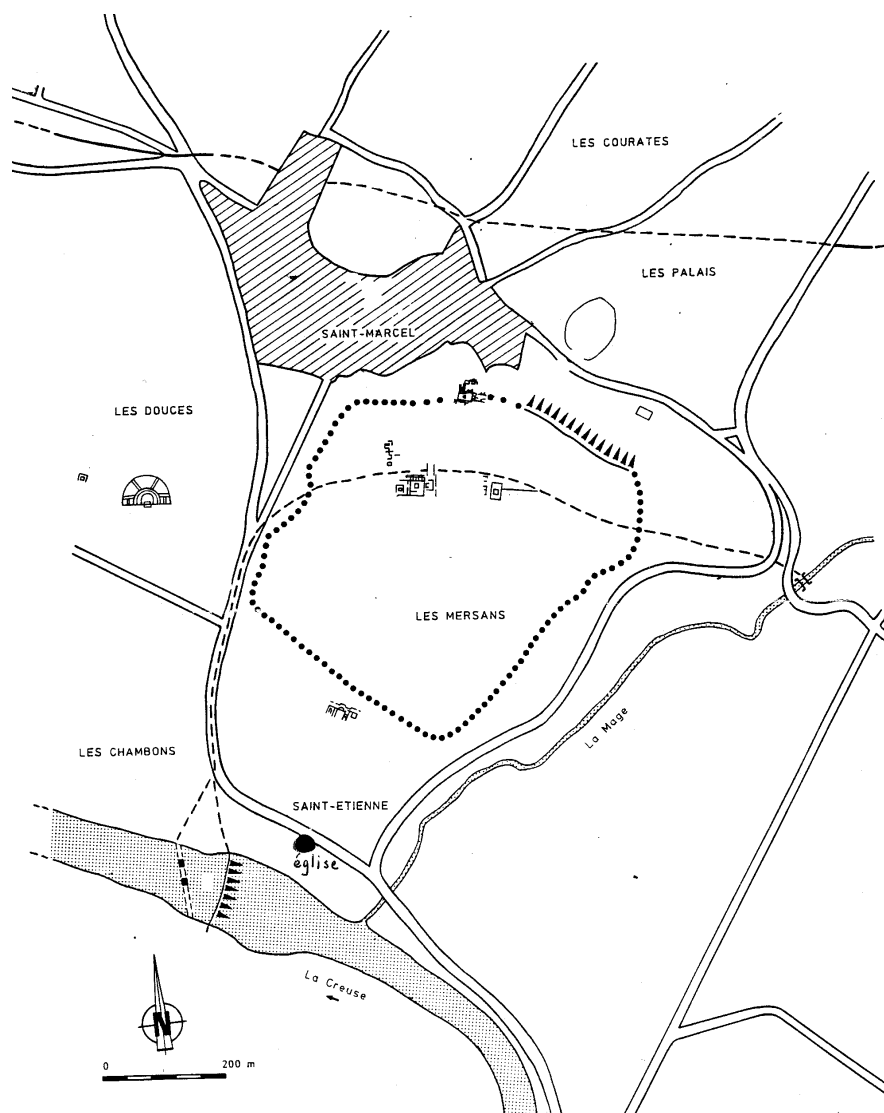 LES COURATES
LES PALAIS
SAINT-MARCEL
LES DOUCES
LES MERSANS
La Mage
LES CHAMBONS
SAINT-ETIENNE
église
La Creuse
N
0 200 m